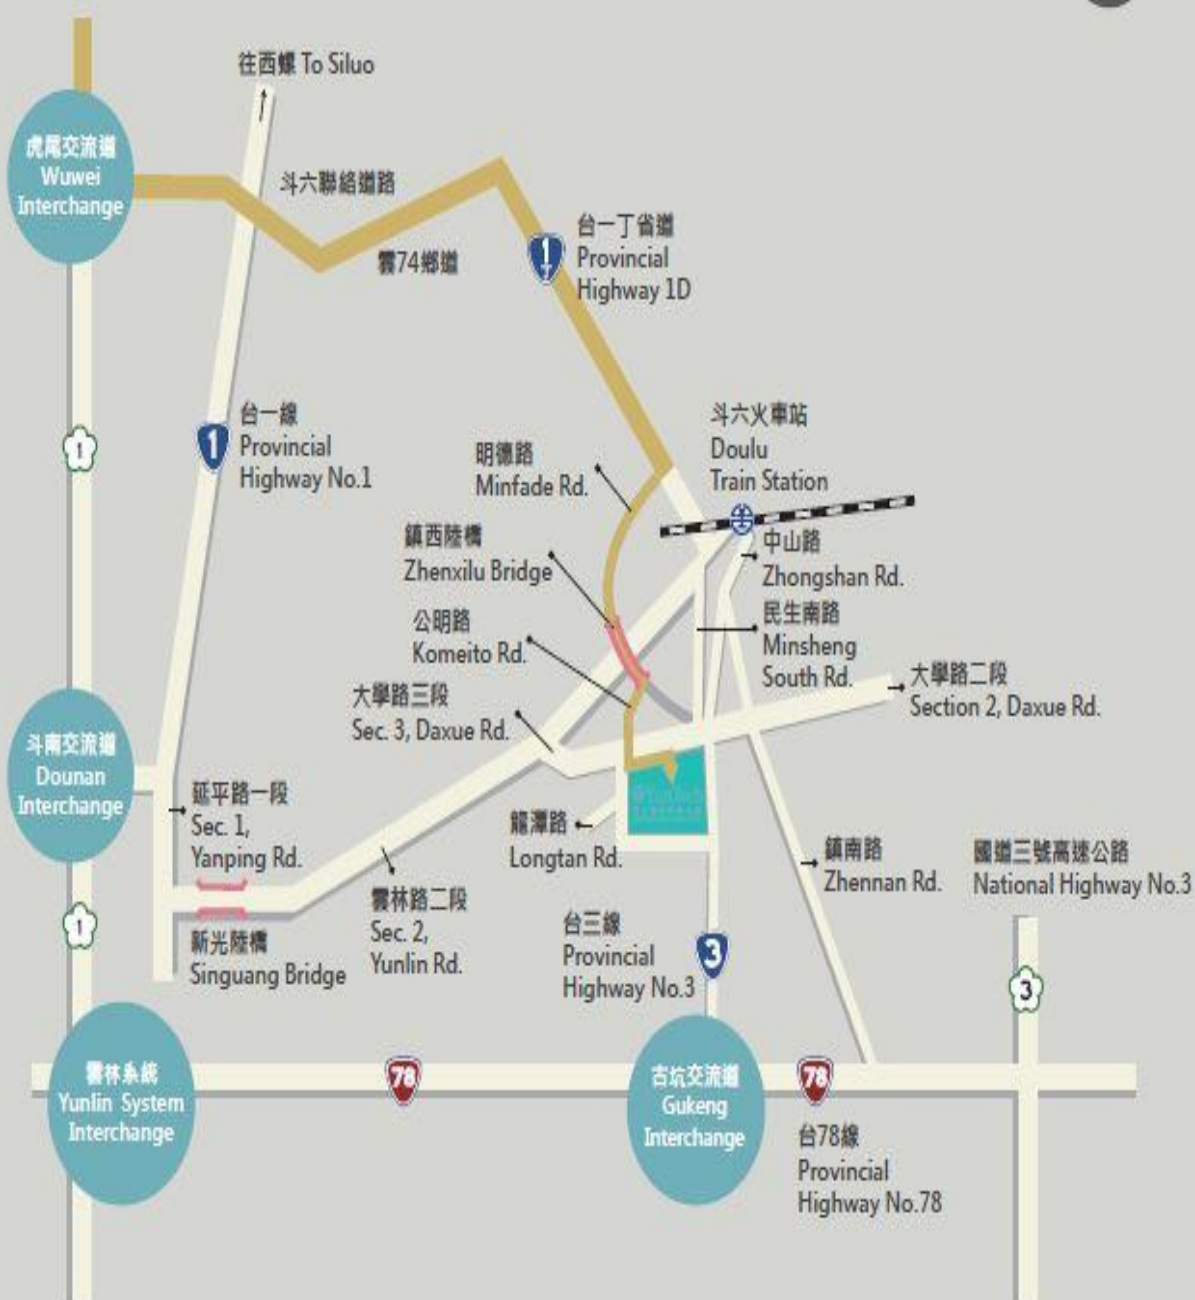 往西螺 To Siluo
虎尾交流道
Wuwei
Interchange
斗六聯絡道路
雲74鄉道
1
丁
台一丁省道
Provincial
Highway 1D
1
1
台一線
Provincial
Highway No.1
明德路
Minfade Rd.
斗六火車站
Doulu
Train Station
鎮西陸橋
Zhenxilu Bridge
中山路
Zhongshan Rd.
公明路
Komeito Rd.
民生南路
Minsheng
South Rd.
大學路三段
Sec. 3, Daxue Rd.
大學路二段
Section 2, Daxue Rd.
斗南交流道
Dounan
Interchange
延平路一段
Sec. 1,
Yanping Rd.
龍潭路
Longtan Rd.
鎮南路
Zhennan Rd.
國道三號高速公路
National Highway No.3
1
新光陸橋
Singuang Bridge
雲林路二段
Sec. 2,
Yunlin Rd.
台三線
Provincial
Highway No.3
3
3
雲林系統
Yunlin System
Interchange
78
古坑交流道
Gukeng
Interchange
78
台78線
Provincial
Highway No.78